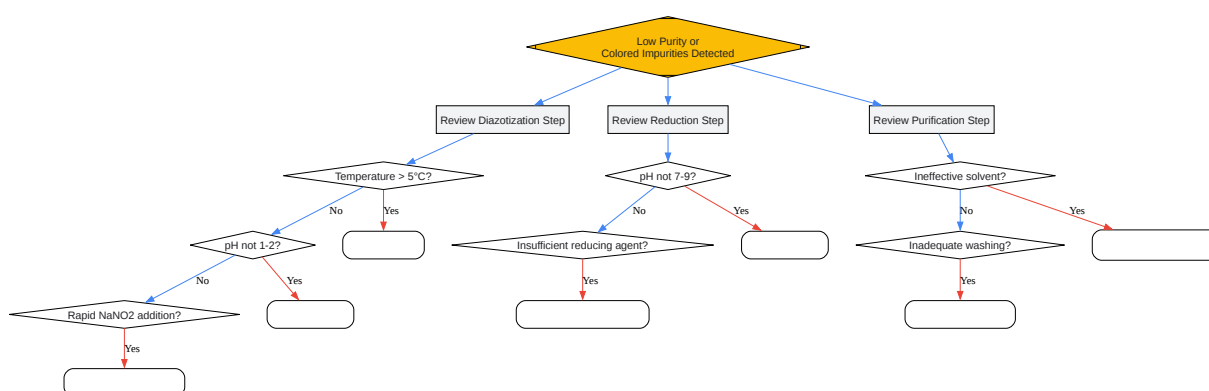 Low Purity or
Colored Impurities Detected
Review Diazotization Step
Review Reduction Step
Review Purification Step
Temperature > 5°C?
pH not 7-9?
Ineffective solvent?
No
Yes
No
Yes
No
Yes
pH not 1-2?
Insufficient reducing agent?
Inadequate washing?
No
Yes
Yes
Yes
Rapid NaNO2 addition?
Yes